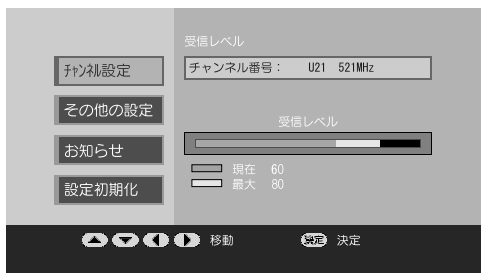 受信レベル
ﾁｬﾝﾈﾙ設定
チャンネル番号： U21 521MHz
その他の設定
受信レベル
お知らせ
現在 60
最大 80
設定初期化
移動 決定 決定